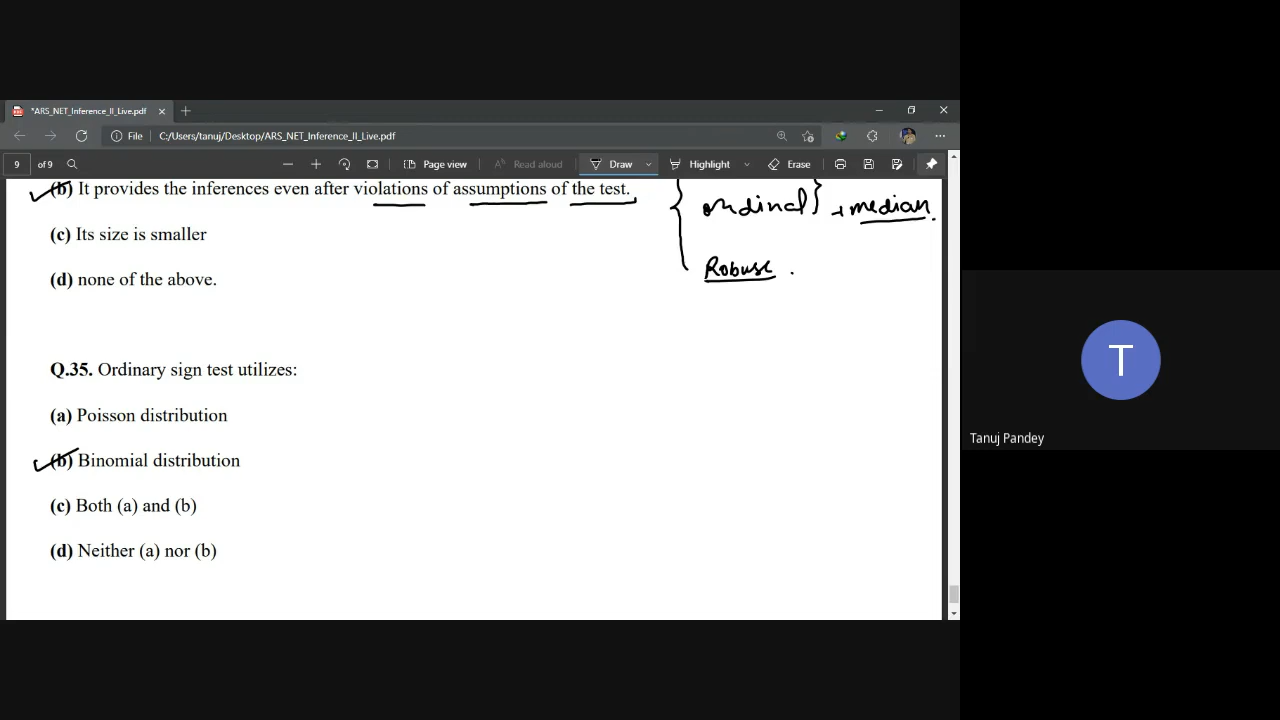 *ARS_NET_Inference_II_Live.pdf
File C:/Users/tanuj/Desktop/ARS_NET_Inference_II_Live.pdf
9 of 9 Page view Read aloud Draw Highlight Erase
(b) It provides the inferences even after violations of assumptions of the test.
ordinal } → median.
(c) Its size is smaller
Robust .
(d) none of the above.
Q.35. Ordinary sign test utilizes:
(a) Poisson distribution
(b) Binomial distribution
(c) Both (a) and (b)
(d) Neither (a) nor (b)
T
Tanuj Pandey